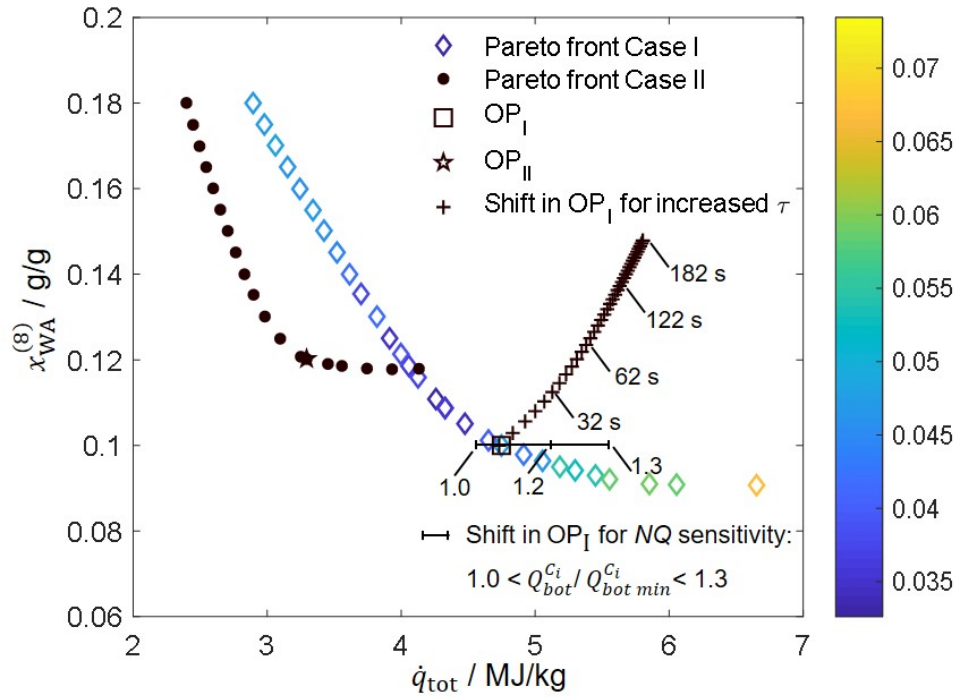 0.2
0.18
0.16
0.14
0.12
0.1
0.08
0.06
x_WA^(8) / g/g
2 3 4 5 6 7
q̇_tot / MJ/kg
Pareto front Case I
Pareto front Case II
OP_I
OP_II
Shift in OP_I for increased τ
182 s
122 s
62 s
32 s
1.0 1.2 1.3
Shift in OP_I for NQ sensitivity:
1.0 < Q_bot^{C_i} / Q_bot min^{C_i} < 1.3
0.07
0.065
0.06
0.055
0.05
0.045
0.04
0.035